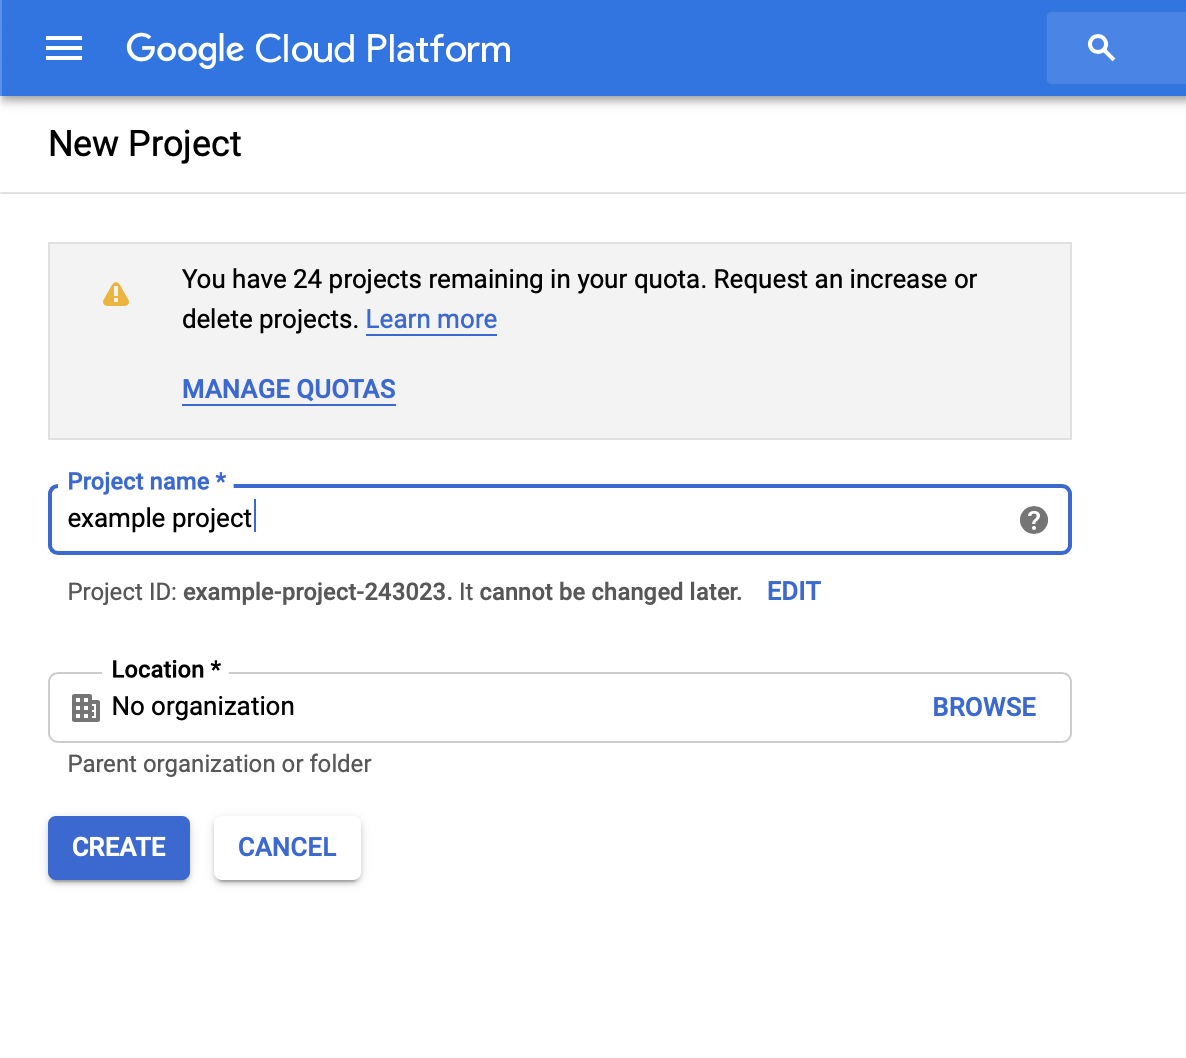 Google Cloud Platform
New Project
You have 24 projects remaining in your quota. Request an increase or
delete projects. Learn more
MANAGE QUOTAS
Project name *
example project
Project ID: example-project-243023. It cannot be changed later. EDIT
Location *
No organization BROWSE
Parent organization or folder
CREATE CANCEL